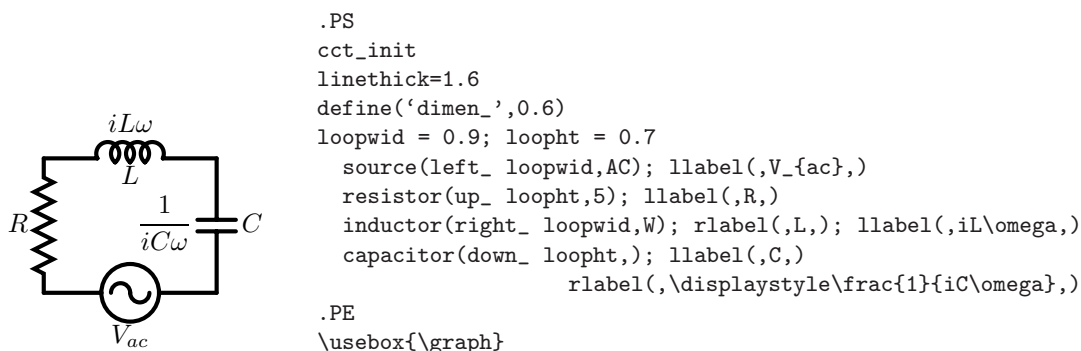 iLω
L
R
1
iCω
C
V_{ac}
.PS
cct_init
linethick=1.6
define(‘dimen_’,0.6)
loopwid = 0.9; loopht = 0.7
source(left_ loopwid,AC); llabel(,V_{ac},)
resistor(up_ loopht,5); llabel(,R,)
inductor(right_ loopwid,W); rlabel(,L,); llabel(,iL\omega,)
capacitor(down_ loopht,); llabel(,C,)
rlabel(,\displaystyle\frac{1}{iC\omega},)
.PE
\usebox{\graph}